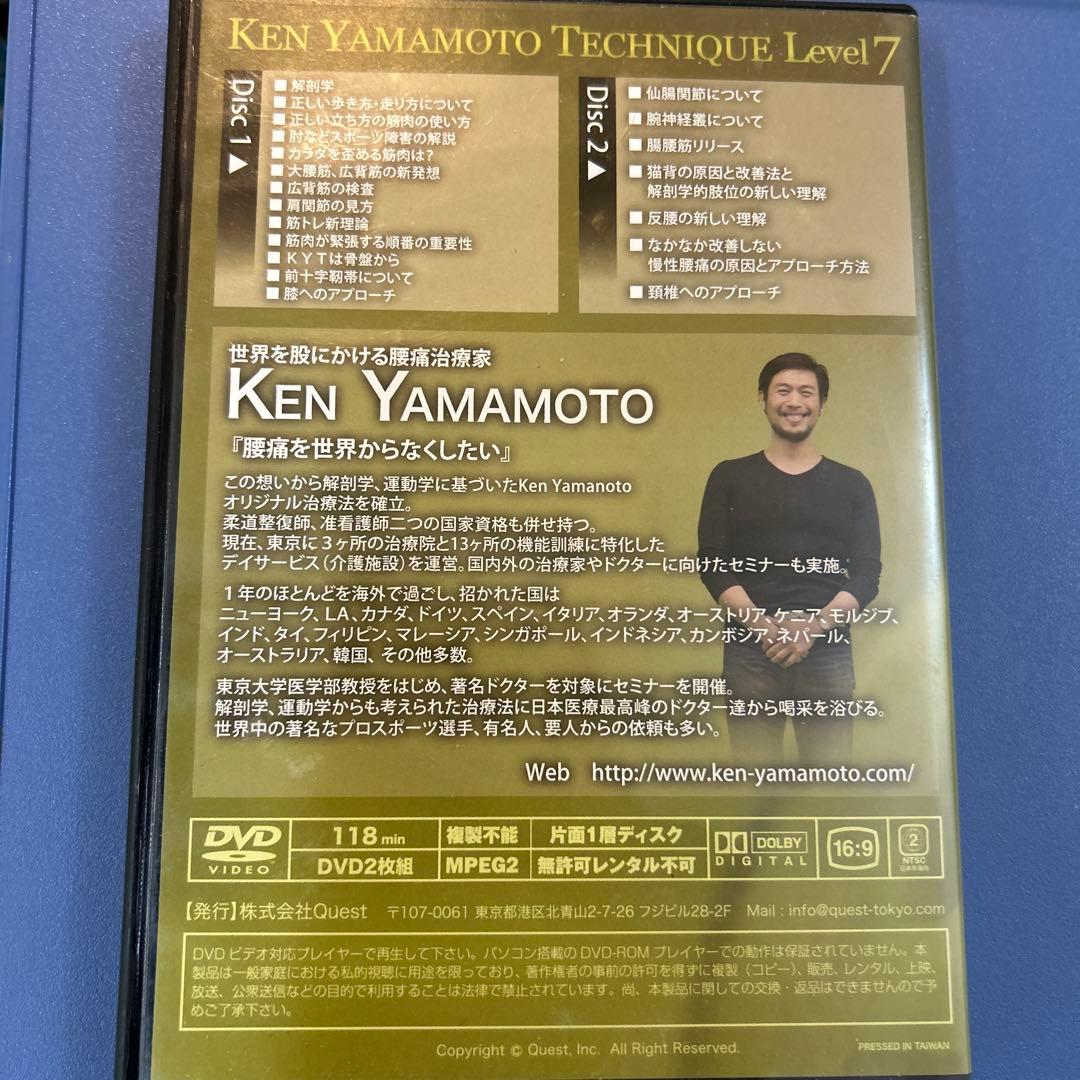 KEN YAMAMOTO TECHNIQUE Level 7
Disc 1 ▲
■ 解剖学
■ 正しい歩き方・走り方について
■ 正しい立ち方の筋肉の使い方
■ 肘などスポーツ障害の解説
■ カラダを歪める筋肉は?
■ 大腰筋、広背筋の新発想
■ 広背筋の検査
■ 肩関節の見方
■ 筋トレ新理論
■ 筋肉が緊張する順番の重要性
■ KYTは骨盤から
■ 前十字靭帯について
■ 膝へのアプローチ
Disc 2 ▲
■ 仙腸関節について
■ 腕神経叢について
■ 腸腰筋リリース
■ 猫背の原因と改善法と
解剖学的肢位の新しい理解
■ 反腰の新しい理解
■ なかなか改善しない
慢性腰痛の原因とアプローチ方法
■ 頚椎へのアプローチ
世界を股にかける腰痛治療家
KEN YAMAMOTO
『腰痛を世界からなくしたい』
この想いから解剖学、運動学に基づいたKen Yamanoto
オリジナル治療法を確立。
柔道整復師、准看護師二つの国家資格も併せ持つ。
現在、東京に3ヶ所の治療院と13ヶ所の機能訓練に特化した
デイサービス(介護施設)を運営。国内外の治療家やドクターに向けたセミナーも実施。
1年のほとんどを海外で過ごし、招かれた国は
ニューヨーク、LA、カナダ、ドイツ、スペイン、イタリア、オランダ、オーストリア、ケニア、モルジブ、
インド、タイ、フィリピン、マレーシア、シンガポール、インドネシア、カンボジア、ネパール、
オーストラリア、韓国、その他多数。
東京大学医学部教授をはじめ、著名ドクターを対象にセミナーを開催。
解剖学、運動学からも考えられた治療法に日本医療最高峰のドクター達から喝采を浴びる。
世界中の著名なプロスポーツ選手、有名人、要人からの依頼も多い。
Web http://www.ken-yamamoto.com/
DVD VIDEO
118 min
DVD2枚組
複製不能
MPEG2
片面1層ディスク
無許可レンタル不可
DOLBY DIGITAL
16:9
2
NTSC
日本市場向
【発行】株式会社Quest 〒107-0061 東京都港区北青山2-7-26 フジビル28-2F Mail : info@quest-tokyo.com
DVD ビデオ対応プレイヤーで再生して下さい。パソコン搭載の DVD-ROM プレイヤーでの動作は保証されていません。本
製品は一般家庭における私的視聴に用途を限っており、著作権者の事前の許可を得ずに複製(コピー)、販売、レンタル、上映、
放送、公衆送信などの目的で利用することは法律で禁止されています。尚、本製品に関しての交換・返品はできませんので予
めご了承下さい。
Copyright © Quest, Inc. All Right Reserved.
PRESSED IN TAIWAN